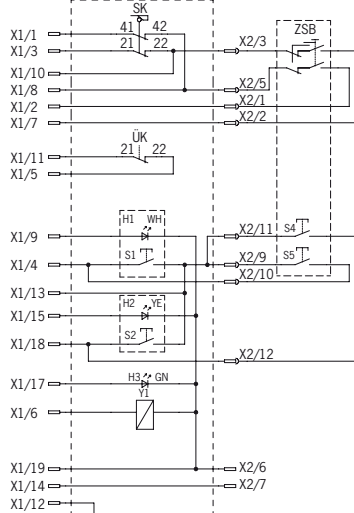 SK
41 42
X1/1
ZSB
X1/3 21 22 X2/3
X1/10
X1/8 X2/5
X1/2 X2/1
X1/7 X2/2
ÜK
21 22
X1/11
X1/5
H1 WH
X1/9 X2/11 S4
S1
X1/4 X2/9 S5
X2/10
X1/13
H2 YE
X1/15
S2
X1/18
X2/12
H3 GN
X1/17
Y1
X1/6
X1/19 X2/6
X1/14 X2/7
X1/12